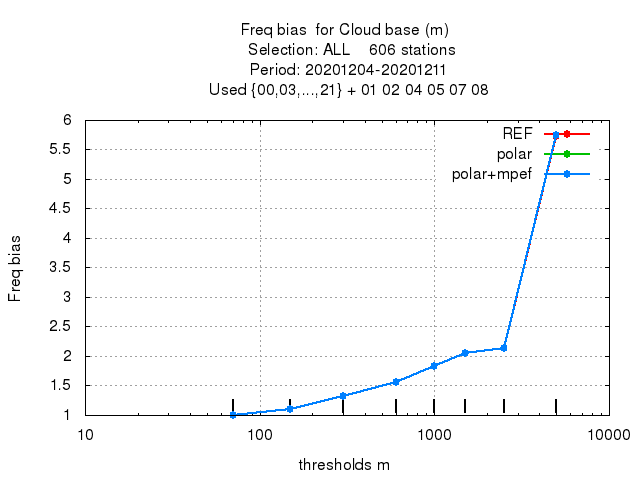 Freq bias  for Cloud base (m)
Selection: ALL    606 stations
Period: 20201204-20201211
Used {00,03,...,21} + 01 02 04 05 07 08
REF
polar
polar+mpef
6
5.5
5
4.5
4
3.5
3
2.5
2
1.5
1
Freq bias
10
100
1000
10000
thresholds m